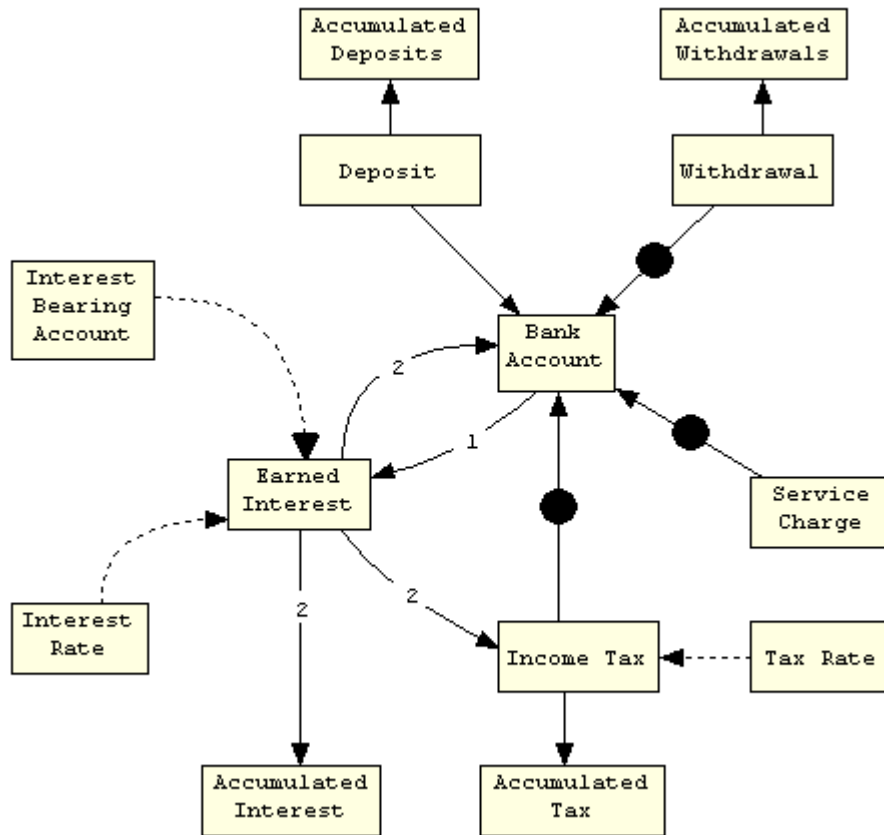 Accumulated
Deposits
Accumulated
Withdrawals
Deposit
Withdrawal
Interest
Bearing
Account
Bank
Account
2
1
Earned
Interest
Service
Charge
2
2
Interest
Rate
Income Tax
Tax Rate
Accumulated
Interest
Accumulated
Tax